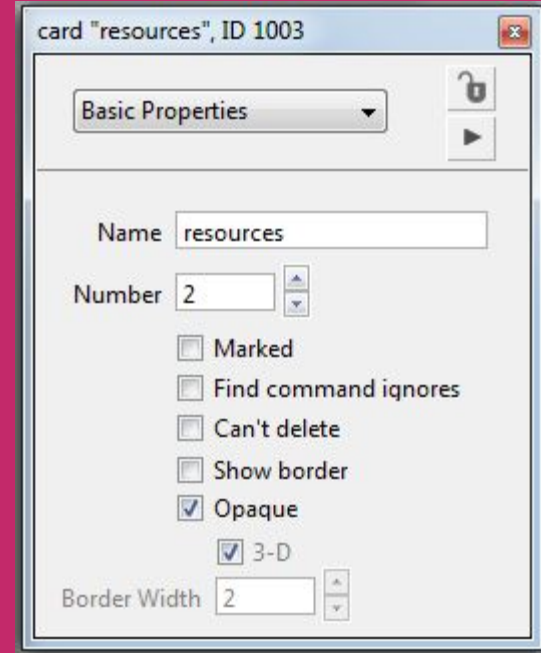 card "resources", ID 1003
Basic Properties
Name resources
Number 2
Marked
Find command ignores
Can't delete
Show border
Opaque
3-D
Border Width 2